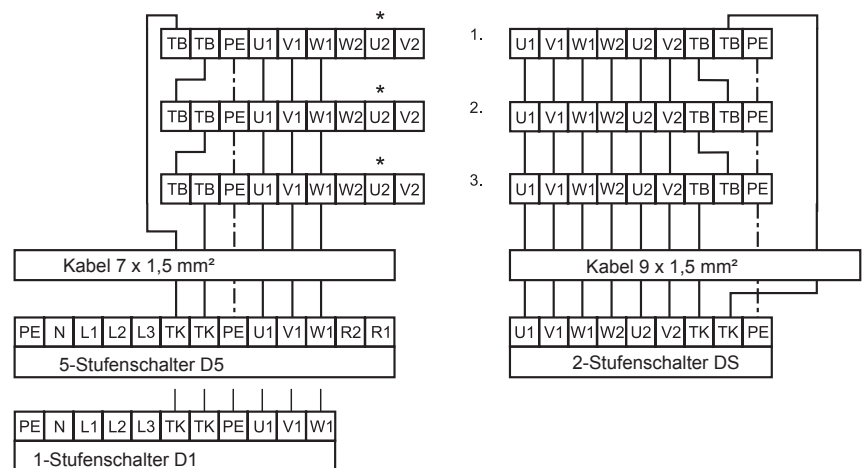 *
TB TB PE U1 V1 W1 W2 U2 V2
*
TB TB PE U1 V1 W1 W2 U2 V2
*
TB TB PE U1 V1 W1 W2 U2 V2
Kabel 7 x 1,5 mm²
PE N L1 L2 L3 TK TK PE U1 V1 W1 R2 R1
5-Stufenschalter D5
PE N L1 L2 L3 TK TK PE U1 V1 W1
1-Stufenschalter D1
1. U1 V1 W1 W2 U2 V2 TB TB PE
2. U1 V1 W1 W2 U2 V2 TB TB PE
3. U1 V1 W1 W2 U2 V2 TB TB PE
Kabel 9 x 1,5 mm²
U1 V1 W1 W2 U2 V2 TK TK PE
2-Stufenschalter DS